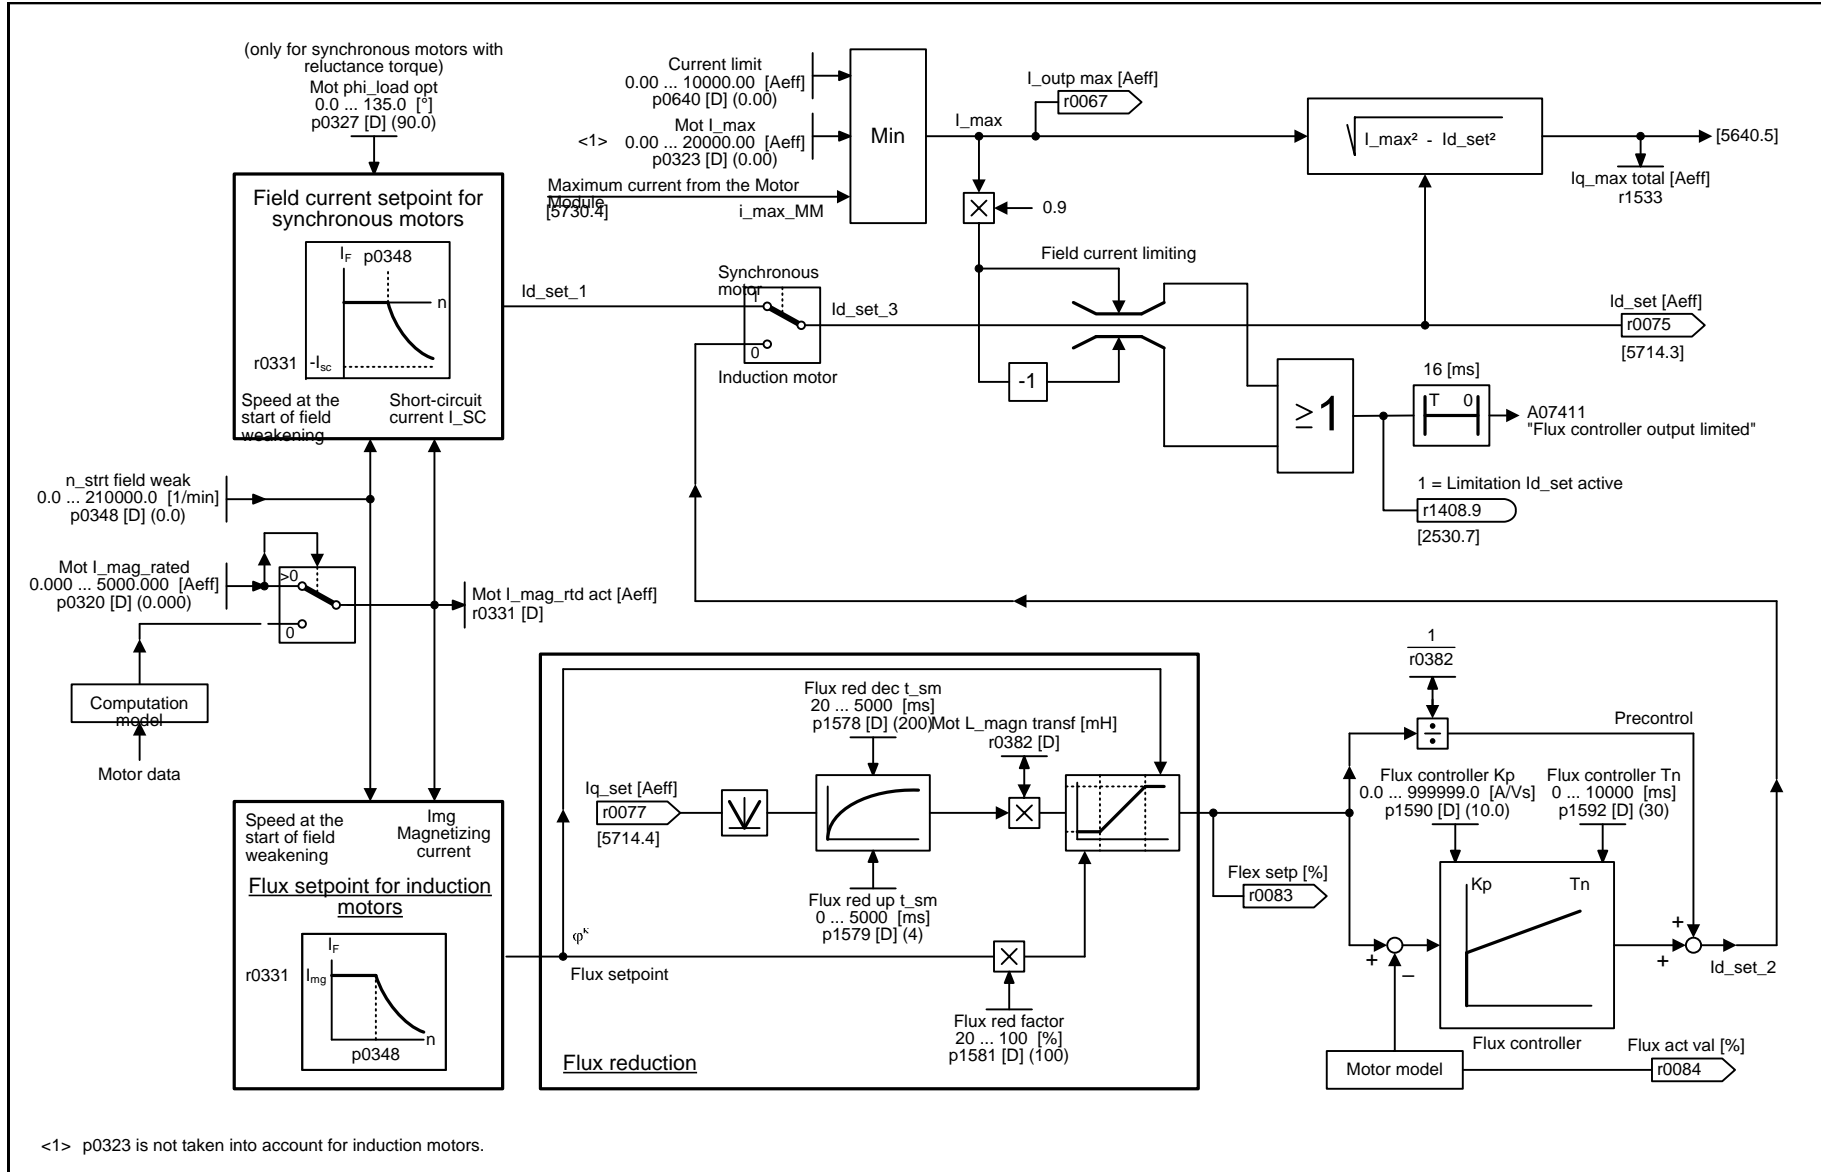 (only for synchronous motors with
reluctance torque)
Mot phi_load opt
0.0 ... 135.0 [°]
p0327 [D] (90.0)
Current limit
0.00 ... 10000.00 [Aeff]
p0640 [D] (0.00)
<1>
Mot I_max
0.00 ... 20000.00 [Aeff]
p0323 [D] (0.00)
Maximum current from the Motor
Module
[5730.4]
i_max_MM
Min
I_max
I_outp max [Aeff]
r0067
√ I_max² - Id_set²
[5640.5]
Iq_max total [Aeff]
r1533
0.9
Field current setpoint for
synchronous motors
I_F p0348
n
r0331 -I_sc
Speed at the
start of field
weakening
Short-circuit
current I_SC
Id_set_1
Synchronous
motor
1
0
Induction motor
Id_set_3
Field current limiting
-1
Id_set [Aeff]
r0075
[5714.3]
≥1
16 [ms]
T 0
A07411
"Flux controller output limited"
1 = Limitation Id_set active
r1408.9
[2530.7]
n_strt field weak
0.0 ... 210000.0 [1/min]
p0348 [D] (0.0)
Mot I_mag_rated
0.000 ... 5000.000 [Aeff]
p0320 [D] (0.000)
>0
0
Mot I_mag_rtd act [Aeff]
r0331 [D]
Computation
model
Motor data
Speed at the
start of field
weakening
Img
Magnetizing
current
Flux setpoint for induction
motors
I_F
r0331 I_mg
n
p0348
Flux red dec t_sm
20 ... 5000 [ms]
p1578 [D] (200)
Mot L_magn transf [mH]
r0382 [D]
Iq_set [Aeff]
r0077
[5714.4]
Flux red up t_sm
0 ... 5000 [ms]
p1579 [D] (4)
φᴷ
Flux setpoint
Flux red factor
20 ... 100 [%]
p1581 [D] (100)
Flux reduction
Flex setp [%]
r0083
1
r0382
÷
Precontrol
Flux controller Kp
0.0 ... 999999.0 [A/Vs]
p1590 [D] (10.0)
Flux controller Tn
0 ... 10000 [ms]
p1592 [D] (30)
Kp Tn
+
–
+
+
Id_set_2
Flux controller
Motor model
Flux act val [%]
r0084
<1> p0323 is not taken into account for induction motors.